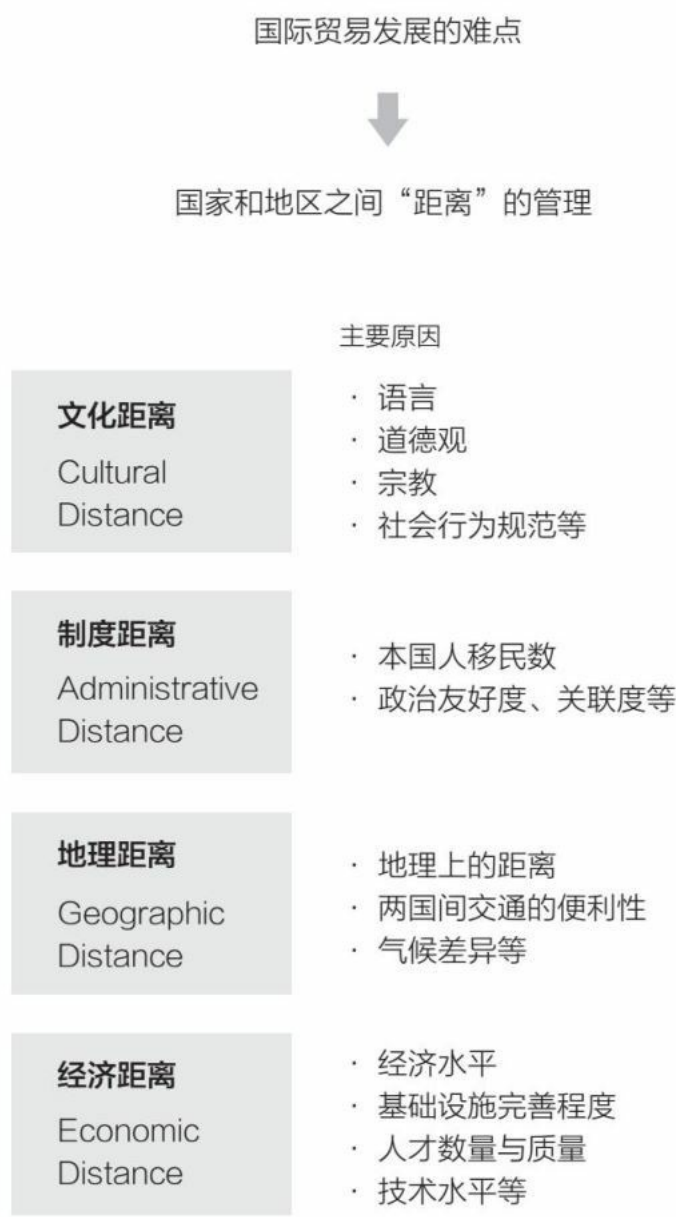 国际贸易发展的难点
国家和地区之间“距离”的管理
主要原因
文化距离
Cultural
Distance
· 语言
· 道德观
· 宗教
· 社会行为规范等
制度距离
Administrative
Distance
· 本国人移民数
· 政治友好度、关联度等
地理距离
Geographic
Distance
· 地理上的距离
· 两国间交通的便利性
· 气候差异等
经济距离
Economic
Distance
· 经济水平
· 基础设施完善程度
· 人才数量与质量
· 技术水平等